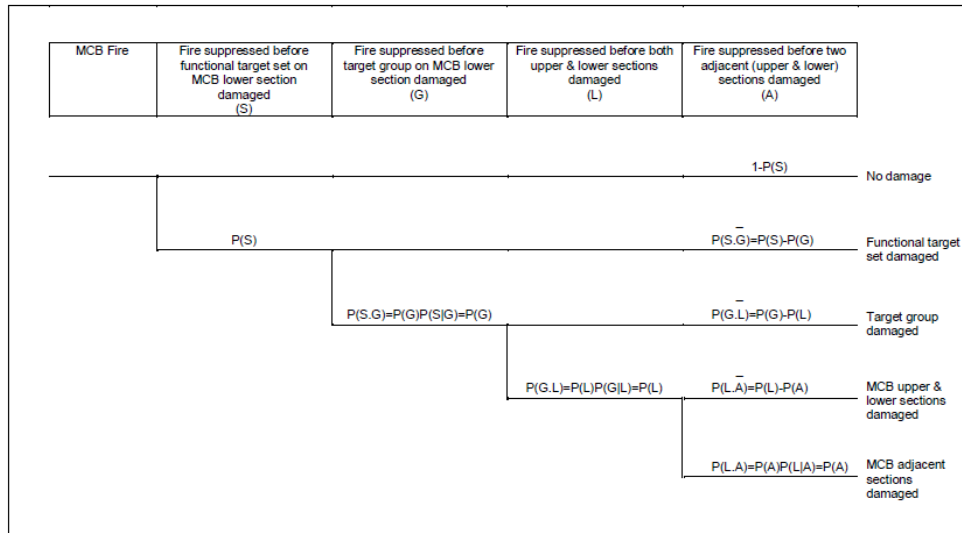 MCB Fire
Fire suppressed before
functional target set on
MCB lower section
damaged
(S)
Fire suppressed before
target group on MCB lower
section damaged
(G)
Fire suppressed before both
upper & lower sections
damaged
(L)
Fire suppressed before two
adjacent (upper & lower)
sections damaged
(A)
1-P(S)
No damage
P(S)
P(S.G̅)=P(S)-P(G)
Functional target
set damaged
P(S.G)=P(G)P(S|G)=P(G)
P(G.L̅)=P(G)-P(L)
Target group
damaged
P(G.L)=P(L)P(G|L)=P(L)
P(L.A̅)=P(L)-P(A)
MCB upper &
lower sections
damaged
P(L.A)=P(A)P(L|A)=P(A)
MCB adjacent
sections
damaged